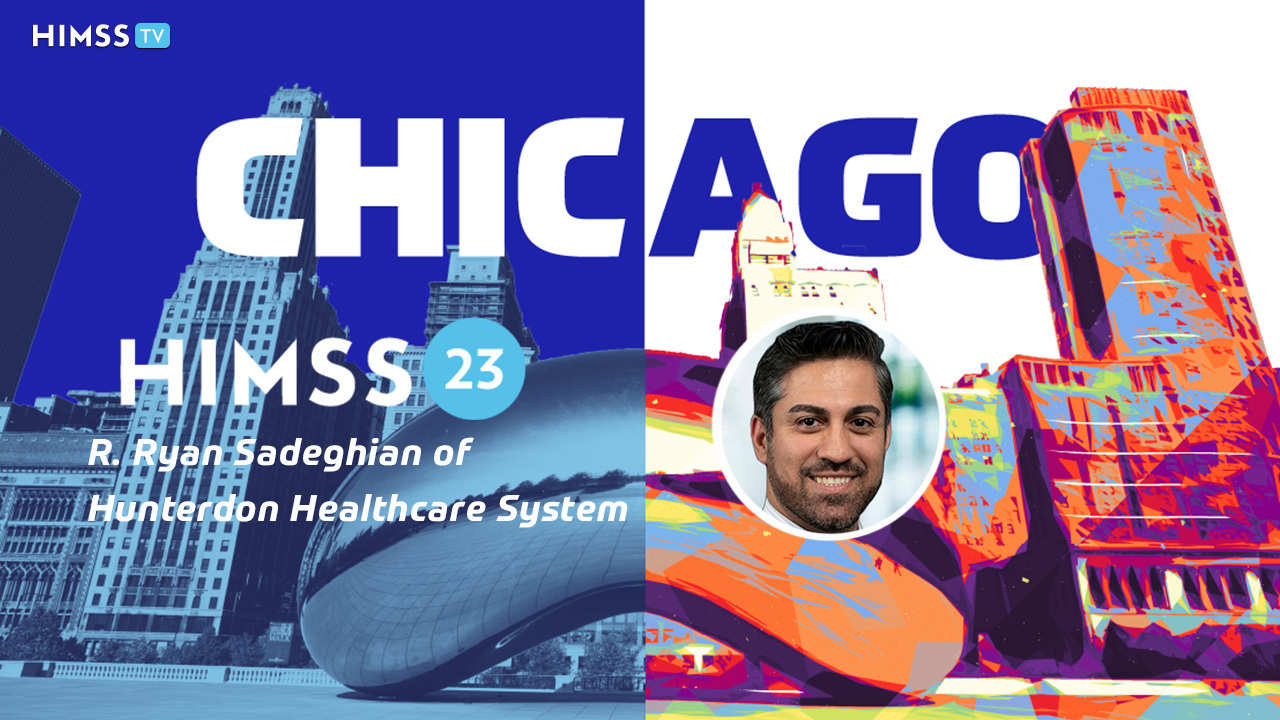 HIMSS TV
CHICAGO
HIMSS 23
R. Ryan Sadeghian of
Hunterdon Healthcare System